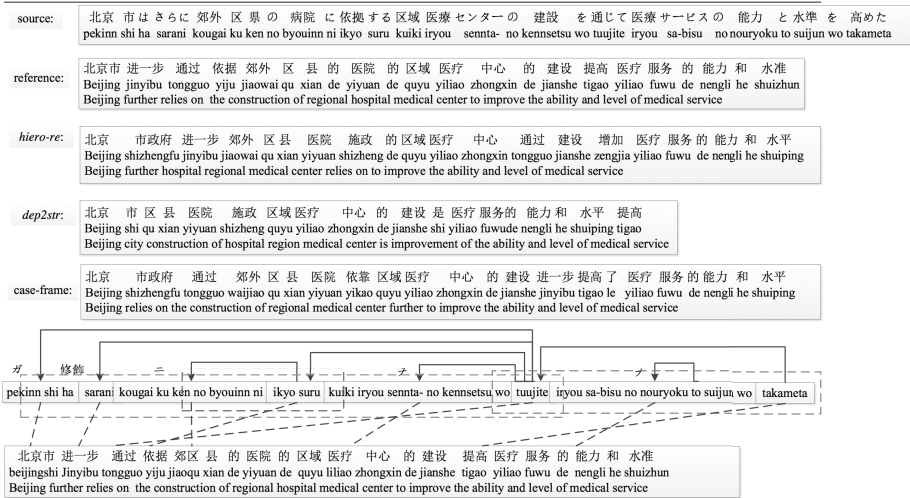 source: 北京 市 は さらに 郊外 区 県 の 病院 に 依拠 する 区域 医療 センター の 建設 を 通じて 医療 サービス の 能力 と 水準 を 高めた
pekinn shi ha sarani kougai ku ken no byouinn ni ikyo suru kuiki iryou sennta- no kennsetsu wo tuujite iryou sa-bisu no nouryoku to suijun wo takameta
reference: 北京市 进一步 通过 依据 郊外 区 县 的 医院 的 区域 医疗 中心 的 建设 提高 医疗 服务 的 能力 和 水准
Beijing jinyibu tongguo yiju jiaowai qu xian de yiyuan de quyu yiliao zhongxin de jianshe tigao yiliao fuwu de nengli he shuizhun
Beijing further relies on the construction of regional hospital medical center to improve the ability and level of medical service
hiero-re: 北京 市政府 进一步 郊外 区 县 医院 施政 的 区域 医疗 中心 通过 建设 增加 医疗 服务 的 能力 和 水平
Beijing shizhengfu jinyibu jiaowai qu xian yiyuan shizheng de quyu yiliao zhongxin tongguo jianshe zengjia yiliao fuwu de nengli he shuiping
Beijing further hospital regional medical center relies on to improve the ability and level of medical service
dep2str: 北京 市 区 县 医院 施政 区域 医疗 中心 的 建设 是 医疗 服务的 能力 和 水平 提高
Beijing shi qu xian yiyuan shizheng quyu yiliao zhongxin de jianshe shi yiliao fuwude nengli he shuiping tigao
Beijing city construction of hospital region medical center is improvement of the ability and level of medical service
case-frame: 北京 市政府 通过 郊外 区 县 医院 依靠 区域 医疗 中心 的 建设 进一步 提高 了 医疗 服务 的 能力 和 水平
Beijing shizhengfu tongguo waijiao qu xian yiyuan yikao quyu yiliao zhongxin de jianshe jinyibu tigao le yiliao fuwu de nengli he shuiping
Beijing relies on the construction of regional medical center further to improve the ability and level of medical service
ガ 修飾 ニ ヲ ヲ
pekinn shi ha sarani kougai ku ken no byouinn ni ikyo suru kuiki iryou sennta- no kennsetsu wo tuujite iryou sa-bisu no nouryoku to suijun wo takameta
北京市 进一步 通过 依据 郊区 县 的 医院 的 区域 医疗 中心 的 建设 提高 医疗 服务 的 能力 和 水准
beijingshi Jinyibu tongguo yiju jiaoqu xian de yiyuan de quyu liliao zhongxin de jianshe tigao yiliao fuwu de nengli he shuizhun
Beijing further relies on the construction of regional hospital medical center to improve the ability and level of medical service